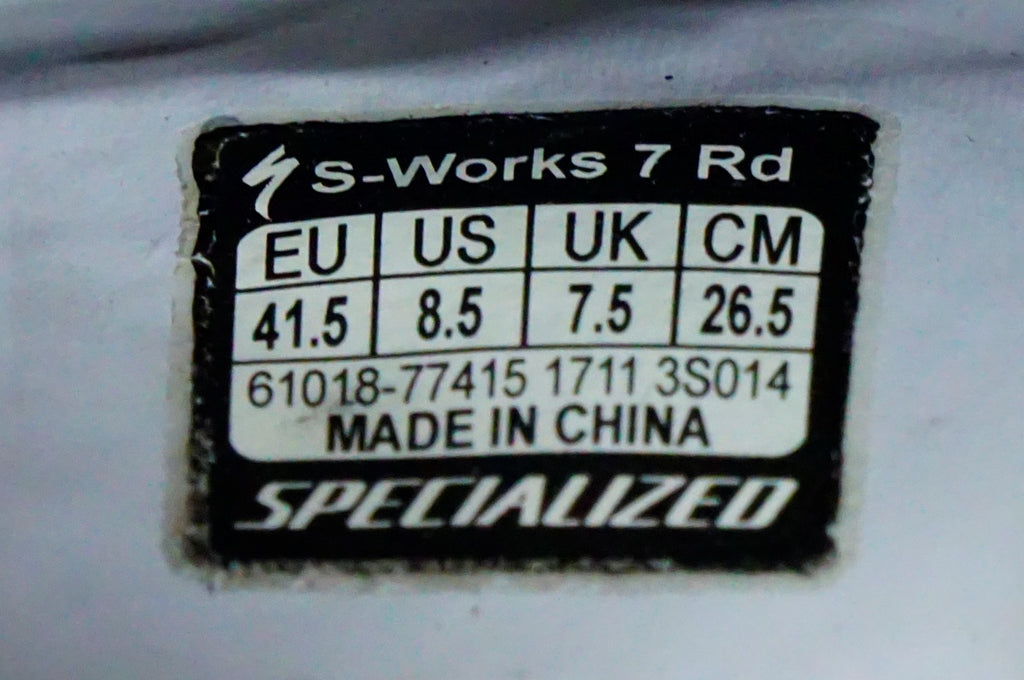 S-Works 7 Rd
EU US UK CM
41.5 8.5 7.5 26.5
61018-77415 1711 3S014
MADE IN CHINA
SPECIALIZED